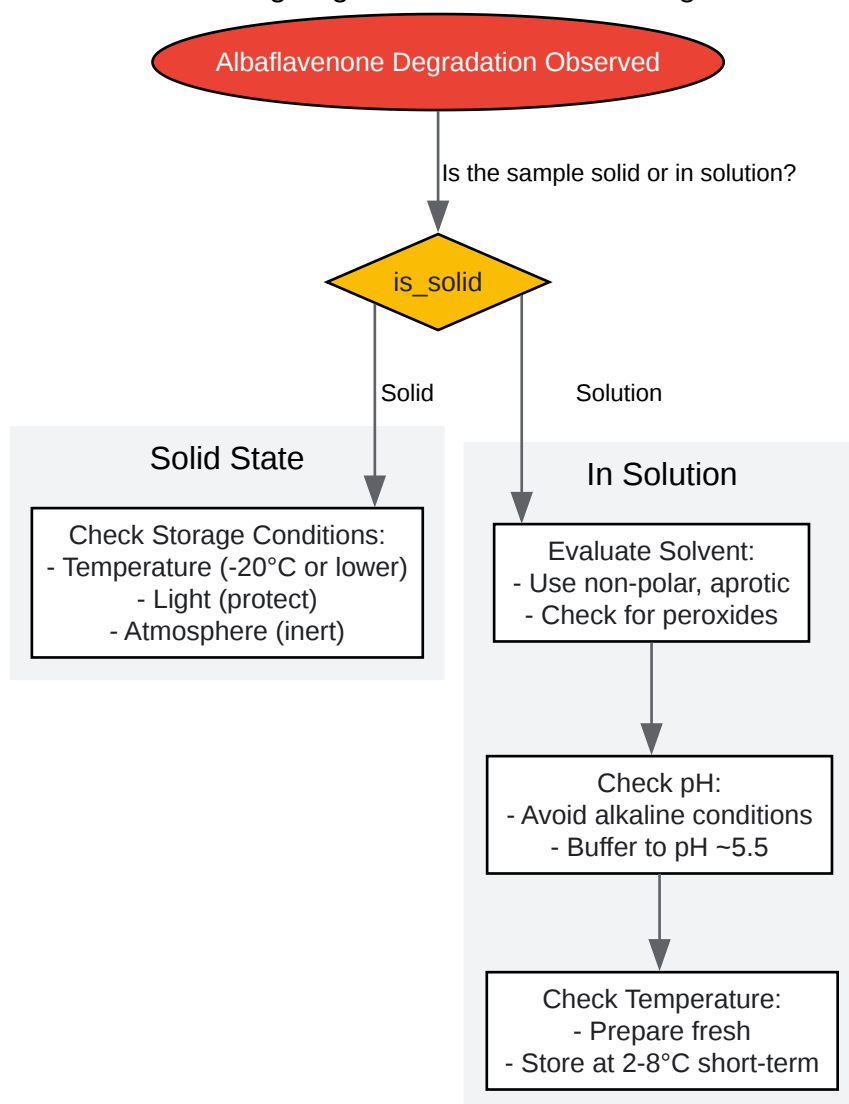 Albaflavenone Degradation Observed
Is the sample solid or in solution?
is_solid
Solid
Solution
Solid State
Check Storage Conditions:
- Temperature (-20°C or lower)
- Light (protect)
- Atmosphere (inert)
In Solution
Evaluate Solvent:
- Use non-polar, aprotic
- Check for peroxides
Check pH:
- Avoid alkaline conditions
- Buffer to pH ~5.5
Check Temperature:
- Prepare fresh
- Store at 2-8°C short-term